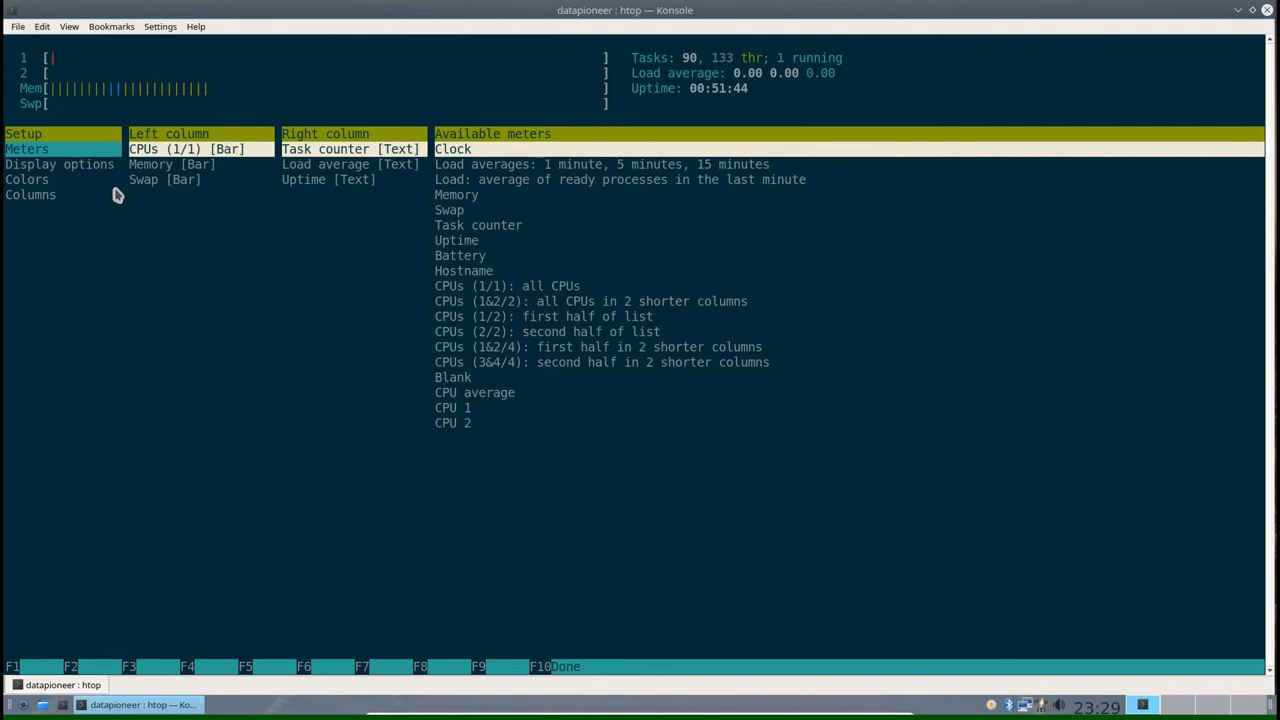 datapioneer : htop — Konsole
File Edit View Bookmarks Settings Help
1 [| ] Tasks: 90, 133 thr; 1 running
2 [ ] Load average: 0.00 0.00 0.00
Mem[|||||||||||||||||||||| ] Uptime: 00:51:44
Swp[ ]
Setup Left column Right column Available meters
Meters CPUs (1/1) [Bar] Task counter [Text] Clock
Display options Memory [Bar] Load average [Text] Load averages: 1 minute, 5 minutes, 15 minutes
Colors Swap [Bar] Uptime [Text] Load: average of ready processes in the last minute
Columns Memory
Swap
Task counter
Uptime
Battery
Hostname
CPUs (1/1): all CPUs
CPUs (1&2/2): all CPUs in 2 shorter columns
CPUs (1/2): first half of list
CPUs (2/2): second half of list
CPUs (1&2/4): first half in 2 shorter columns
CPUs (3&4/4): second half in 2 shorter columns
Blank
CPU average
CPU 1
CPU 2
F1 F2 F3 F4 F5 F6 F7 F8 F9 F10Done
datapioneer : htop
datapioneer : htop — Ko...
23:29